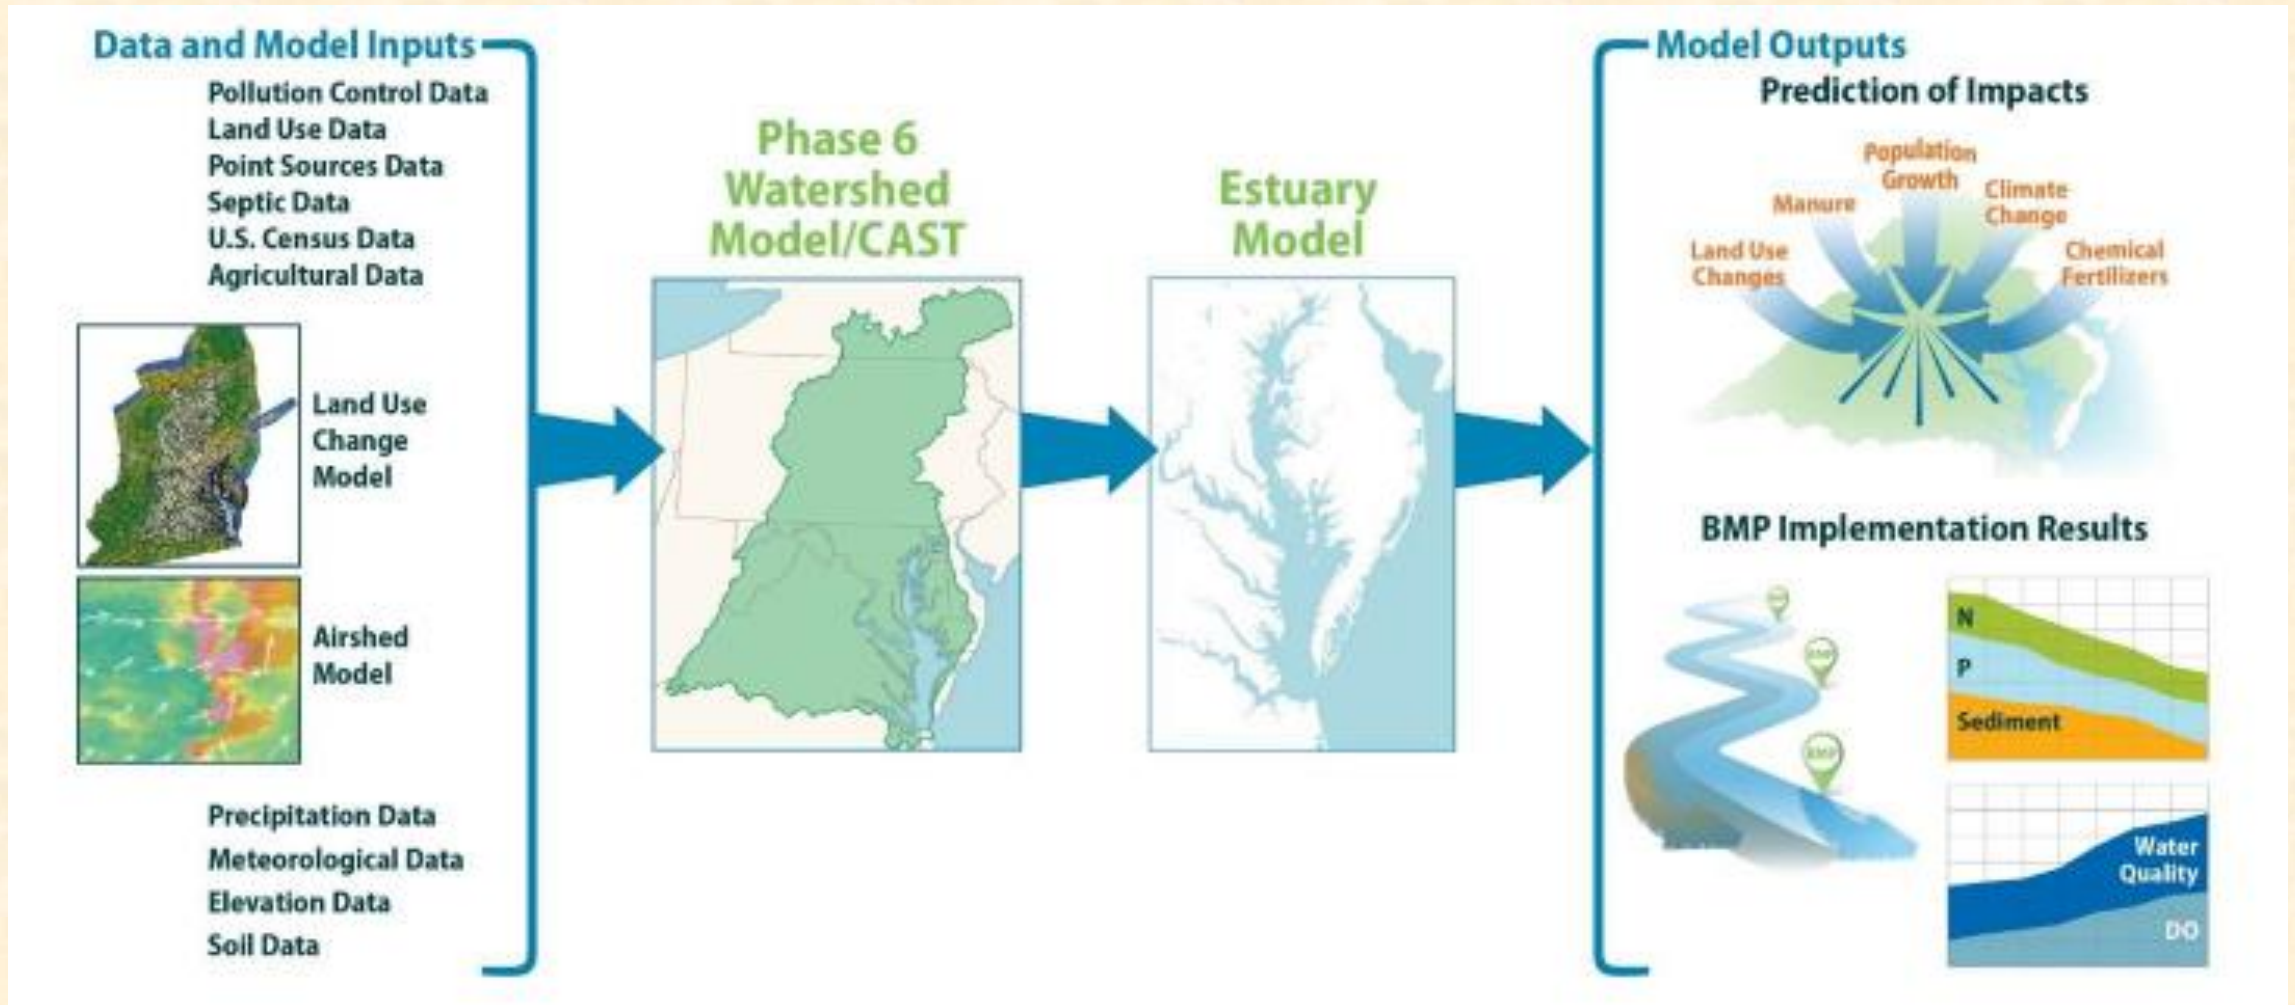 Data and Model Inputs
Pollution Control Data
Land Use Data
Point Sources Data
Septic Data
U.S. Census Data
Agricultural Data
Land Use
Change
Model
Airshed
Model
Precipitation Data
Meteorological Data
Elevation Data
Soil Data
Phase 6
Watershed
Model/CAST
Estuary
Model
Model Outputs
Prediction of Impacts
Land Use
Changes
Manure
Population
Growth
Climate
Change
Chemical
Fertilizers
BMP Implementation Results
BMP
BMP
N
P
Sediment
Water
Quality
DO